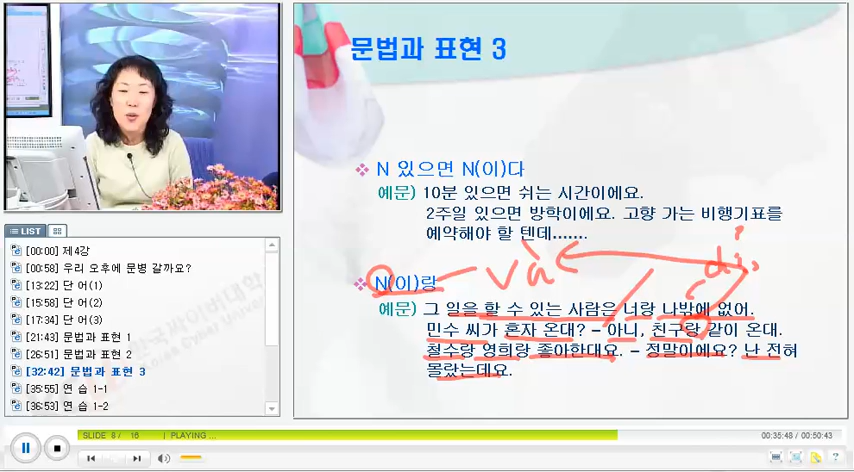 문법과 표현 3
N 있으면 N(이)다
예문) 10분 있으면 쉬는 시간이에요.
2주일 있으면 방학이에요. 고향 가는 비행기표를
예약해야 할 텐데.......
và
N(이)랑
예문) 그 일을 할 수 있는 사람은 너랑 나밖에 없어.
민수 씨가 혼자 온대? – 아니, 친구랑 같이 온대.
철수랑 영희랑 좋아한대요. – 정말이에요? 난 전혀
몰랐는데요.
LIST
[00:00] 제4강
[00:58] 우리 오후에 문병 갈까요?
[13:22] 단 어(1)
[15:58] 단 어(2)
[17:34] 단 어(3)
[21:43] 문법과 표현 1
[26:51] 문법과 표현 2
[32:42] 문법과 표현 3
[35:55] 연 습 1-1
[36:53] 연 습 1-2
SLIDE 8 / 16 | PLAYING ...
00:35:48 / 00:50:43